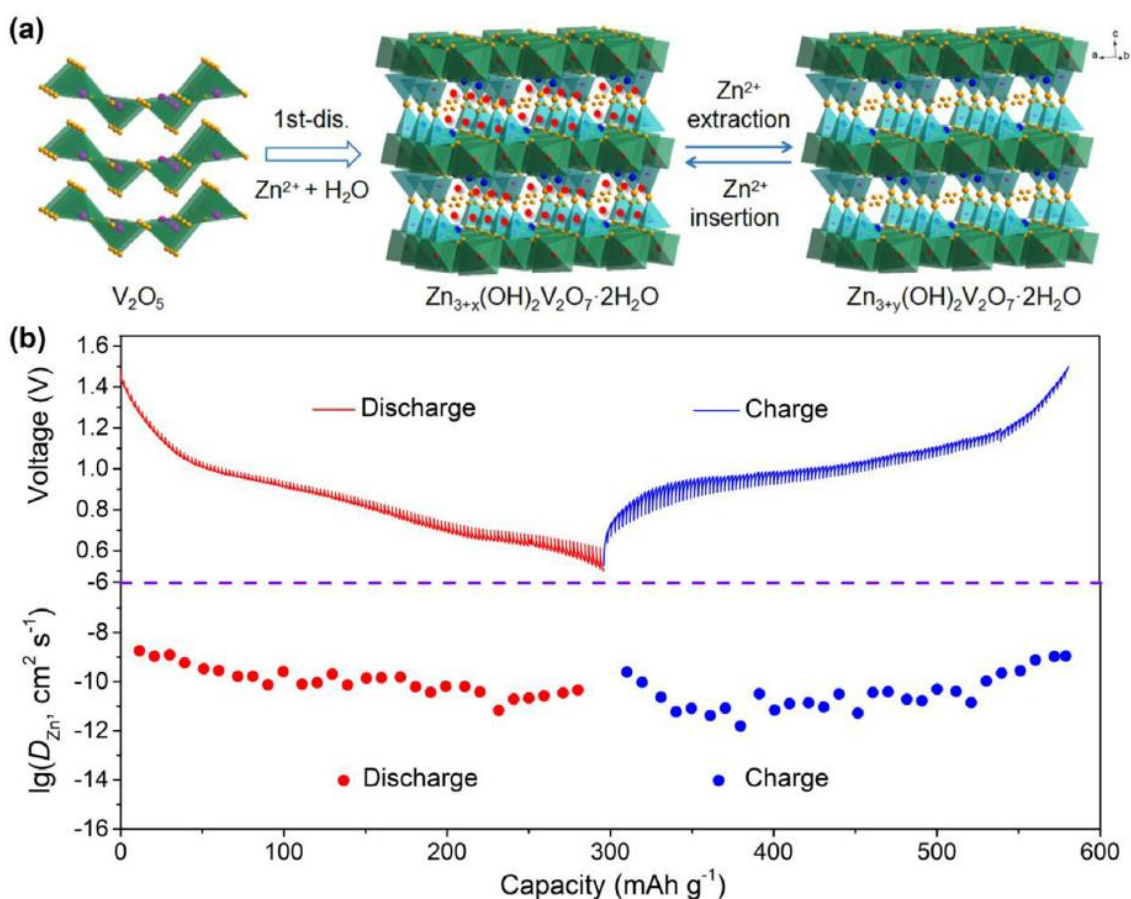 (a)
1st-dis.
Zn²⁺ + H₂O
Zn²⁺
extraction
Zn²⁺
insertion
c
a
b
V₂O₅
Zn₃₊ₓ(OH)₂V₂O₇·2H₂O
Zn₃₊ᵧ(OH)₂V₂O₇·2H₂O
(b)
Voltage (V)
1.6
1.4
1.2
1.0
0.8
0.6
Discharge
Charge
lg(D_Zn, cm² s⁻¹)
-6
-8
-10
-12
-14
-16
Discharge
Charge
0 100 200 300 400 500 600
Capacity (mAh g⁻¹)